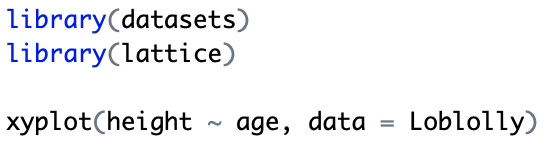 library(datasets)
library(lattice)
xyplot(height ~ age, data = Loblolly)